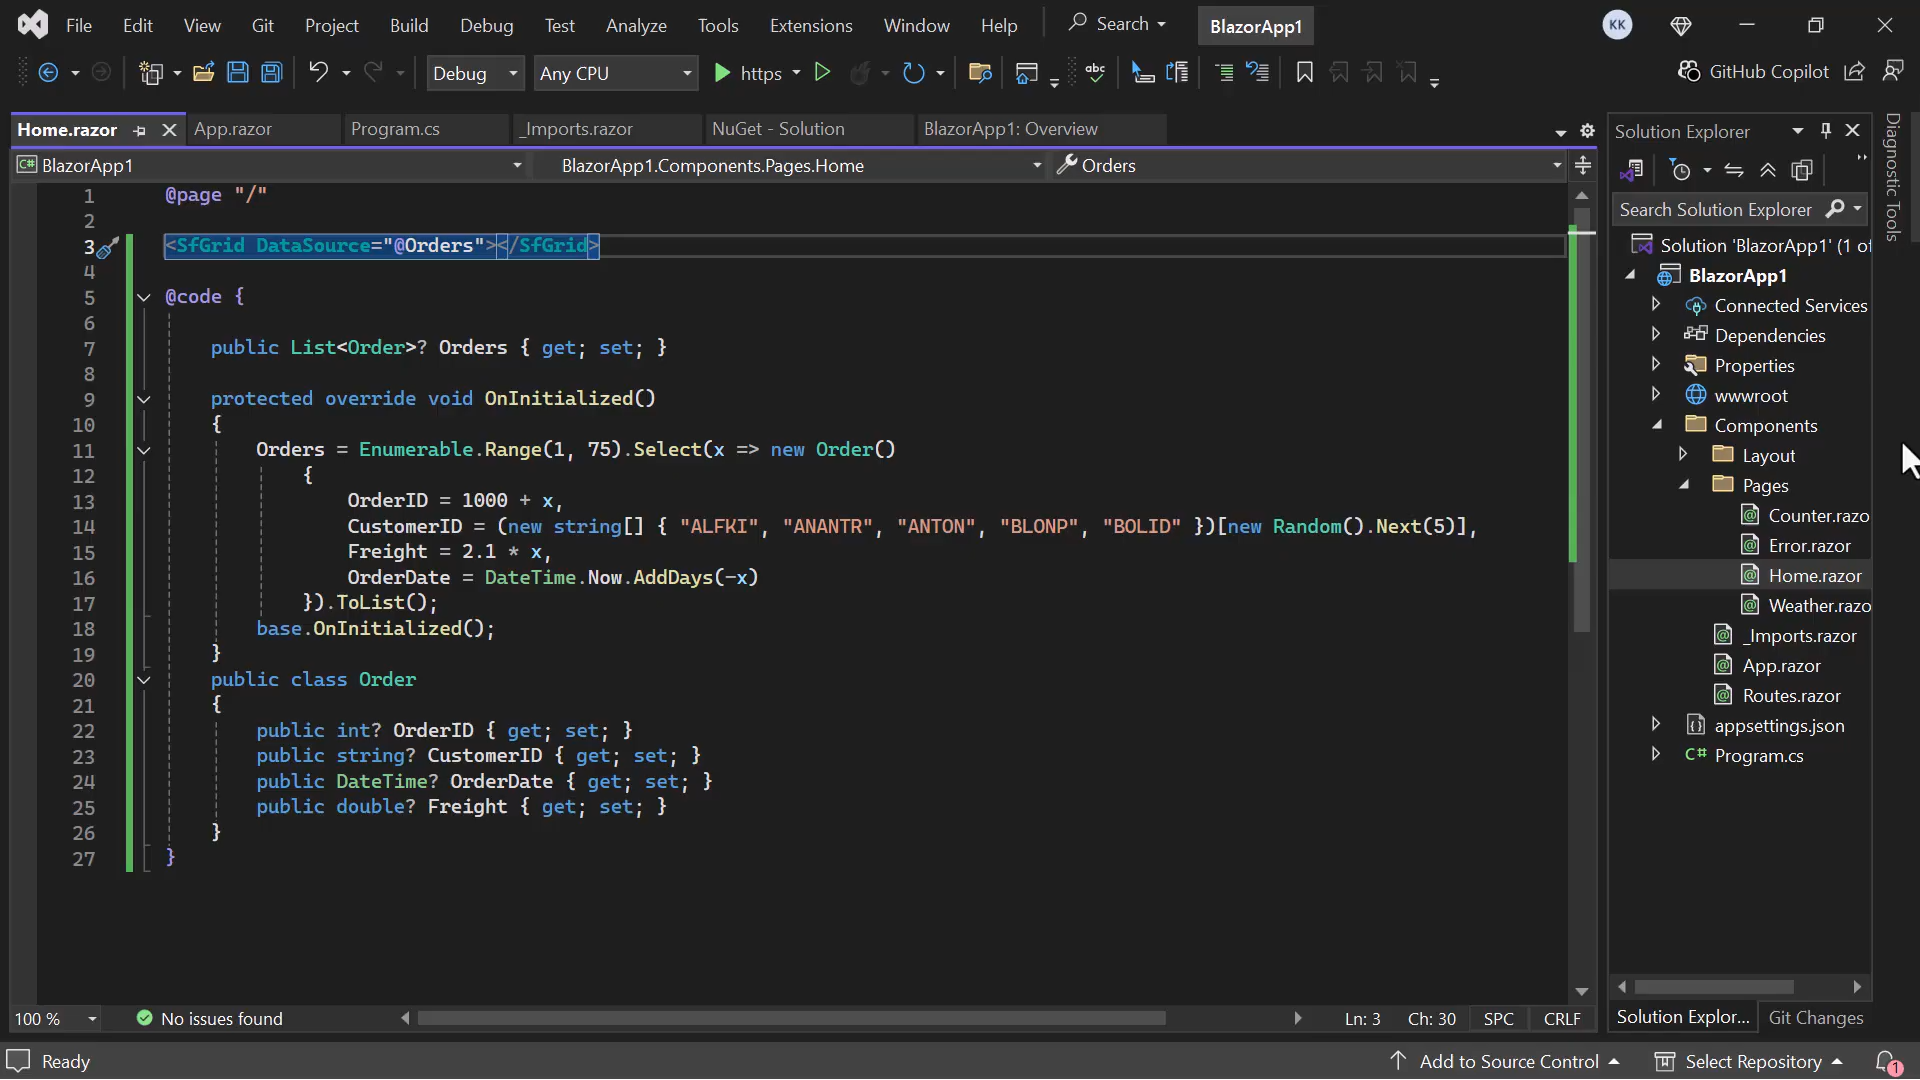 File Edit View Git Project Build Debug Test Analyze Tools Extensions Window Help Search BlazorApp1 KK
Debug Any CPU https abc GitHub Copilot
Home.razor App.razor Program.cs _Imports.razor NuGet - Solution BlazorApp1: Overview
C# BlazorApp1 BlazorApp1.Components.Pages.Home Orders
1 @page "/"
2
3 <SfGrid DataSource="@Orders"></SfGrid>
4
5 @code {
6
7 public List<Order>? Orders { get; set; }
8
9 protected override void OnInitialized()
10 {
11 Orders = Enumerable.Range(1, 75).Select(x => new Order()
12 {
13 OrderID = 1000 + x,
14 CustomerID = (new string[] { "ALFKI", "ANANTR", "ANTON", "BLONP", "BOLID" })[new Random().Next(5)],
15 Freight = 2.1 * x,
16 OrderDate = DateTime.Now.AddDays(-x)
17 }).ToList();
18 base.OnInitialized();
19 }
20 public class Order
21 {
22 public int? OrderID { get; set; }
23 public string? CustomerID { get; set; }
24 public DateTime? OrderDate { get; set; }
25 public double? Freight { get; set; }
26 }
27 }
100 % No issues found Ln: 3 Ch: 30 SPC CRLF
Solution Explorer
Search Solution Explorer
Solution 'BlazorApp1' (1 of
BlazorApp1
Connected Services
Dependencies
Properties
wwwroot
Components
Layout
Pages
Counter.razo
Error.razor
Home.razor
Weather.razo
_Imports.razor
App.razor
Routes.razor
appsettings.json
C# Program.cs
Solution Explor... Git Changes
Diagnostic Tools
Ready Add to Source Control Select Repository 1